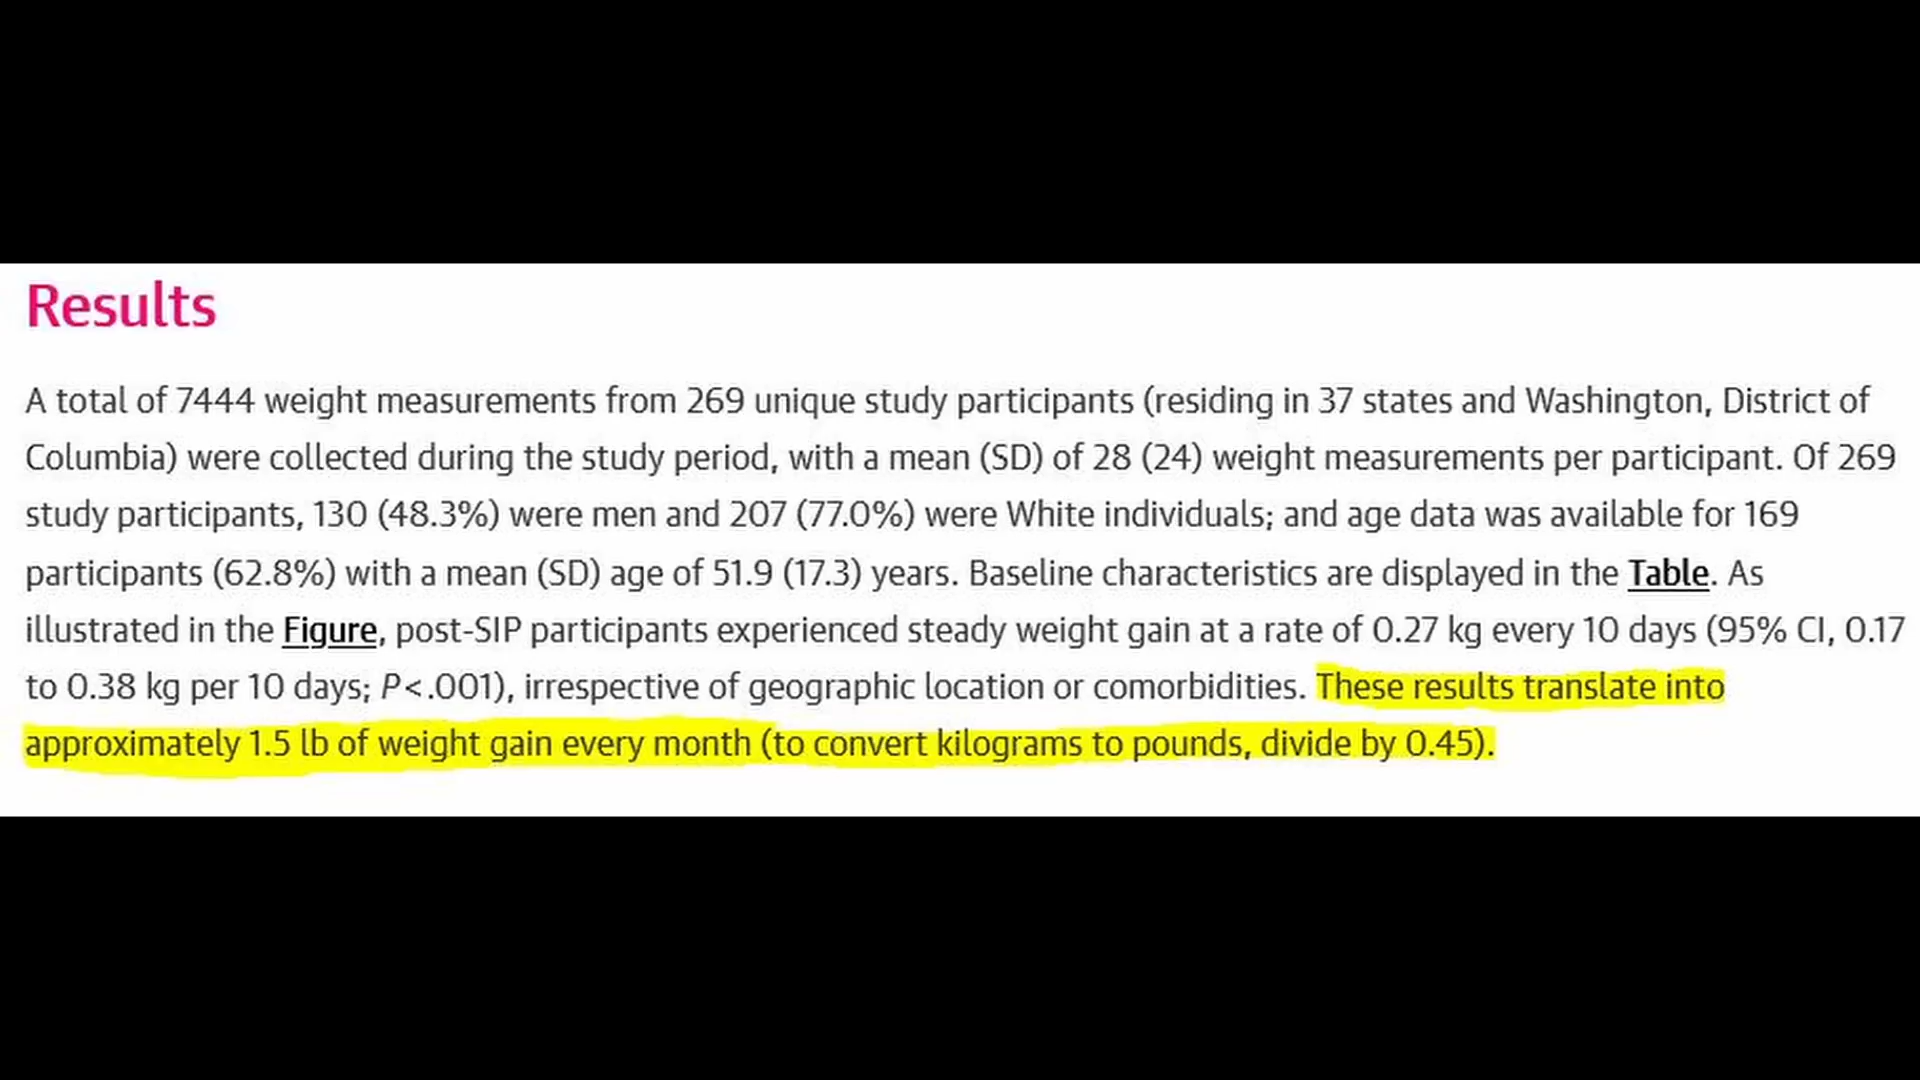 Results
A total of 7444 weight measurements from 269 unique study participants (residing in 37 states and Washington, District of
Columbia) were collected during the study period, with a mean (SD) of 28 (24) weight measurements per participant. Of 269
study participants, 130 (48.3%) were men and 207 (77.0%) were White individuals; and age data was available for 169
participants (62.8%) with a mean (SD) age of 51.9 (17.3) years. Baseline characteristics are displayed in the Table. As
illustrated in the Figure, post-SIP participants experienced steady weight gain at a rate of 0.27 kg every 10 days (95% CI, 0.17
to 0.38 kg per 10 days; P<.001), irrespective of geographic location or comorbidities. These results translate into
approximately 1.5 lb of weight gain every month (to convert kilograms to pounds, divide by 0.45).